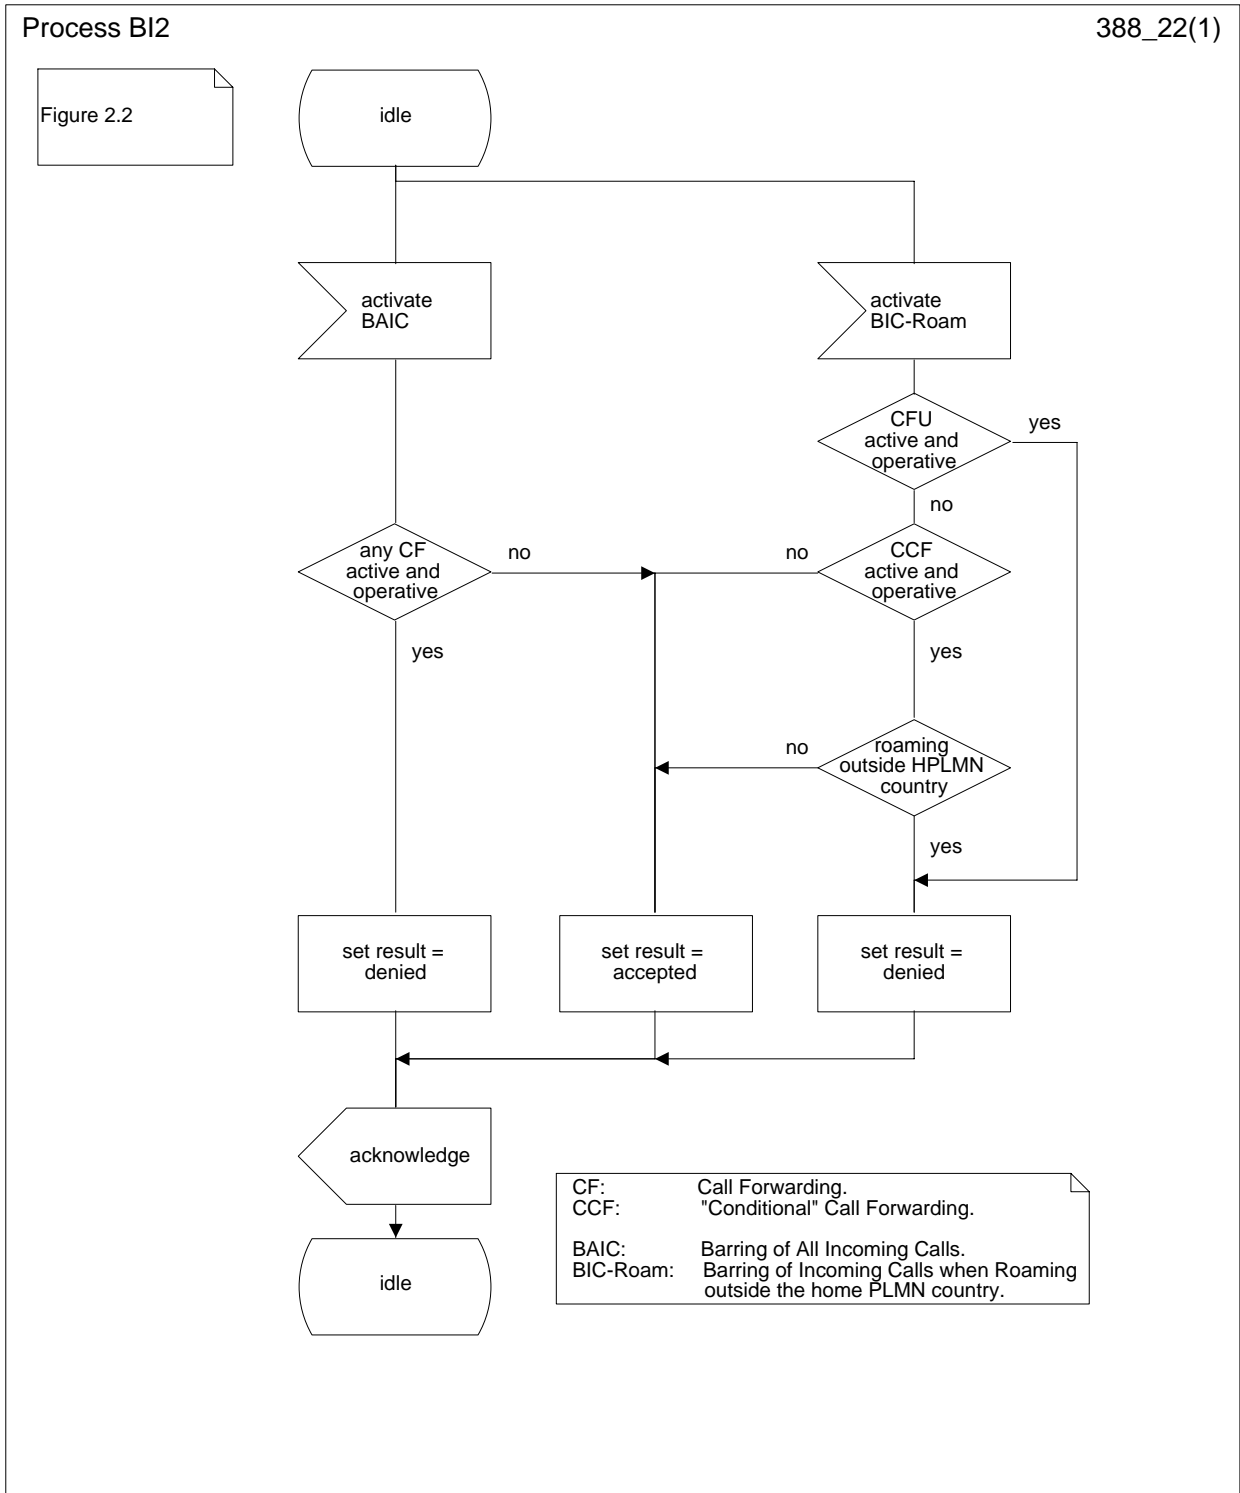 Process BI2
388_22(1)
Figure 2.2
idle
activate
BAIC
activate
BIC-Roam
CFU
active and
operative
yes
no
any CF
active and
operative
no
no
CCF
active and
operative
yes
yes
no
roaming
outside HPLMN
country
yes
set result =
denied
set result =
accepted
set result =
denied
acknowledge
CF: Call Forwarding.
CCF: "Conditional" Call Forwarding.
BAIC: Barring of All Incoming Calls.
BIC-Roam: Barring of Incoming Calls when Roaming
outside the home PLMN country.
idle